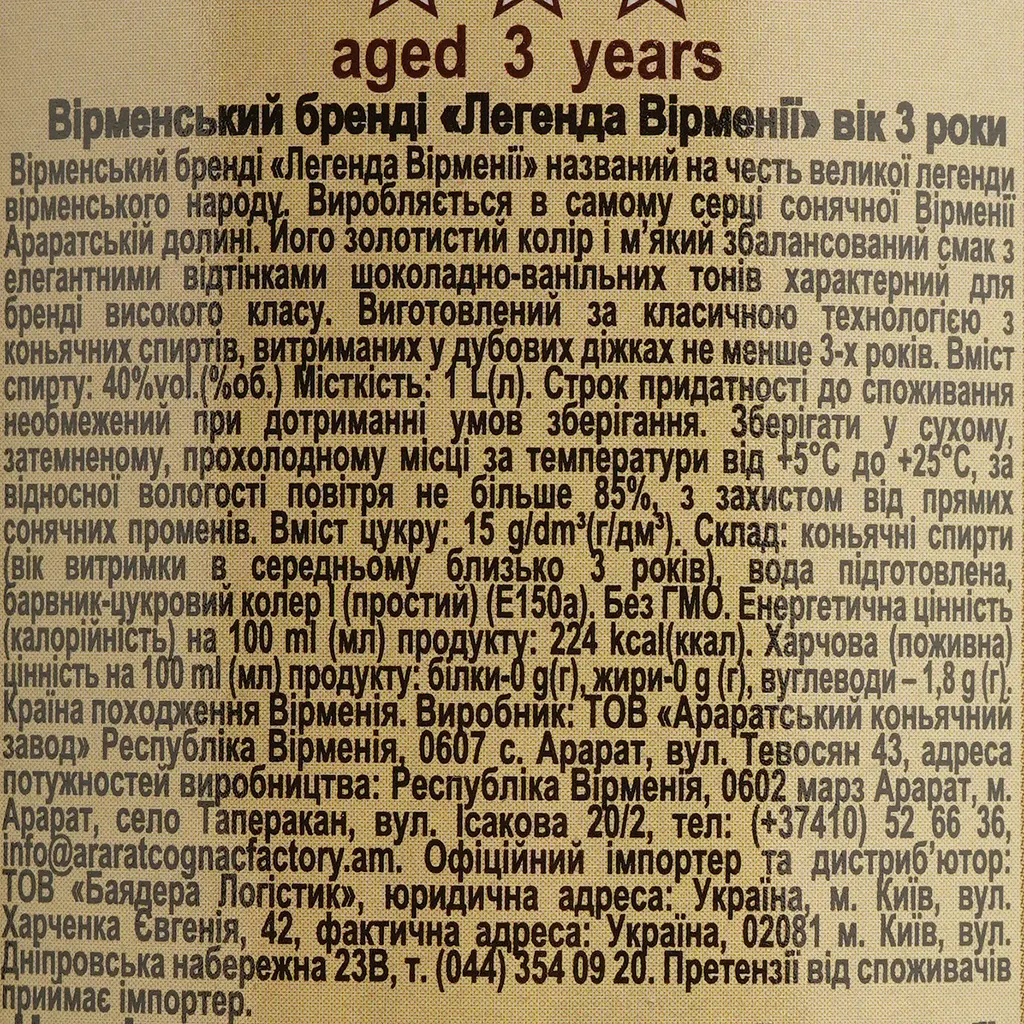 aged 3 years
Вірменський бренді «Легенда Вірменії» вік 3 роки
Вірменський бренді «Легенда Вірменії» названий на честь великої легенди
вірменського народу. Виробляється в самому серці сонячної Вірменії
Араратській долині. Його золотистий колір і м'який збалансований смак з
елегантними відтінками шоколадно-ванільних тонів характерний для
бренді високого класу. Виготовлений за класичною технологією з
коньячних спиртів, витриманих у дубових діжках не менше 3-х років. Вміст
спирту: 40%vol.(%об.) Місткість: 1 L(л). Строк придатності до споживання
необмежений при дотриманні умов зберігання. Зберігати у сухому,
затемненому, прохолодному місці за температури від +5°С до +25°С, за
відносної вологості повітря не більше 85%, з захистом від прямих
сонячних променів. Вміст цукру: 15 g/dm³(г/дм³). Склад: коньячні спирти
(вік витримки в середньому близько 3 років), вода підготовлена,
барвник-цукровий колер I (простий) (Е150а). Без ГМО. Енергетична цінність
(калорійність) на 100 ml (мл) продукту: 224 kcal(ккал). Харчова (поживна)
цінність на 100 ml (мл) продукту: білки-0 g(г), жири-0 g (г), вуглеводи – 1,8 g (г).
Країна походження Вірменія. Виробник: ТОВ «Араратський коньячний
завод» Республіка Вірменія, 0607 с. Арарат, вул. Тевосян 43, адреса
потужностей виробництва: Республіка Вірменія, 0602 марз Арарат, м.
Арарат, село Таперакан, вул. Ісакова 20/2, тел: (+37410) 52 66 36,
info@araratcognacfactory.am. Офіційний імпортер та дистриб'ютор:
ТОВ «Баядера Логістик», юридична адреса: Україна, м. Київ, вул.
Харченка Євгенія, 42, фактична адреса: Україна, 02081 м. Київ, вул.
Дніпровська набережна 23В, т. (044) 354 09 20. Претензії від споживачів
приймає імпортер.